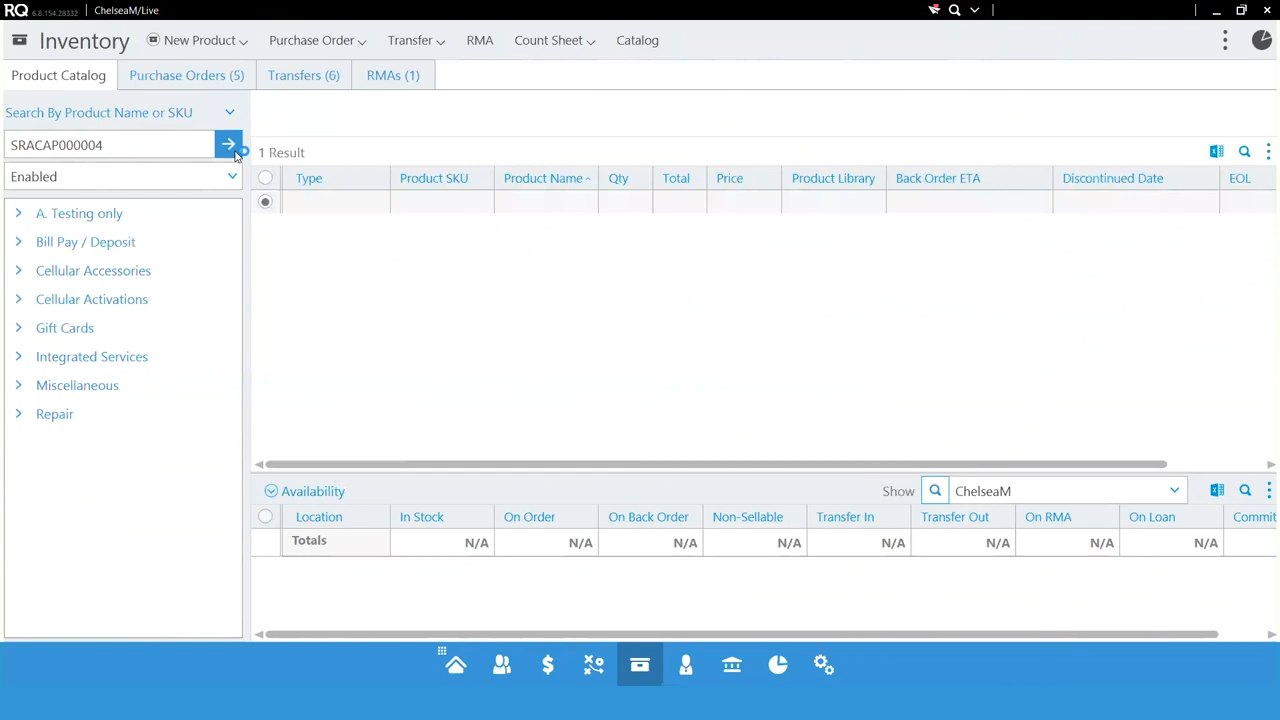 RQ 6.8.154.28332 ChelseaM/Live
Inventory New Product Purchase Order Transfer RMA Count Sheet Catalog
Product Catalog Purchase Orders (5) Transfers (6) RMAs (1)
Search By Product Name or SKU
SRACAP000004
Enabled
A. Testing only
Bill Pay / Deposit
Cellular Accessories
Cellular Activations
Gift Cards
Integrated Services
Miscellaneous
Repair
1 Result
Type Product SKU Product Name Qty Total Price Product Library Back Order ETA Discontinued Date EOL
Availability Show ChelseaM
Location In Stock On Order On Back Order Non-Sellable Transfer In Transfer Out On RMA On Loan Commit
Totals N/A N/A N/A N/A N/A N/A N/A N/A